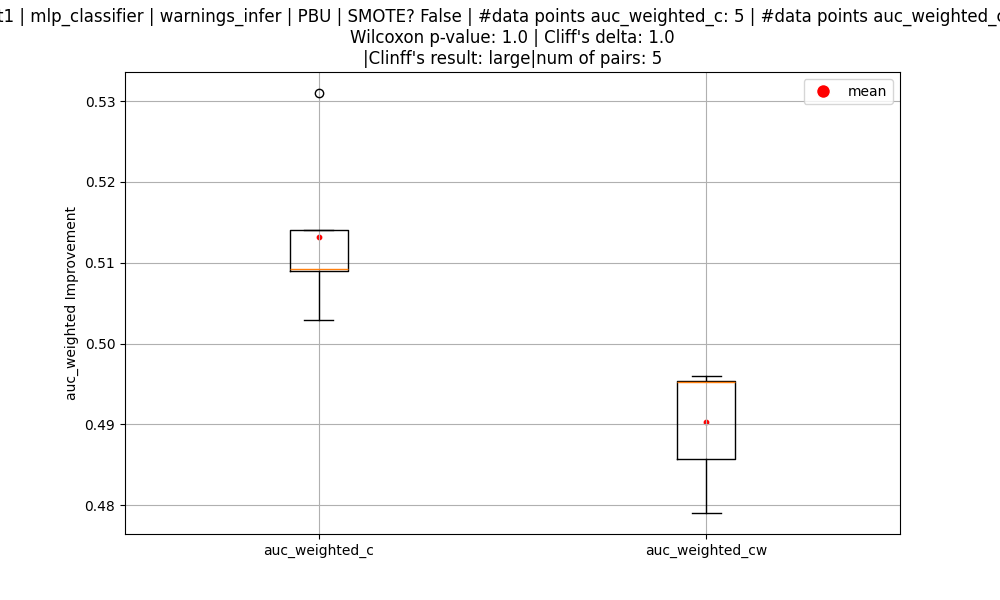 | mlp_classifier | warnings_infer | PBU | SMOTE? False | #data points auc_weighted_c: 5 | #data points
Wilcoxon p-value: 1.0 | Cliff's delta: 1.0
|Clinff's result: large|num of pairs: 5
mean
0.53
0.52
0.51
0.50
0.49
0.48
auc_weighted Improvement
auc_weighted_c
auc_weighted_cw